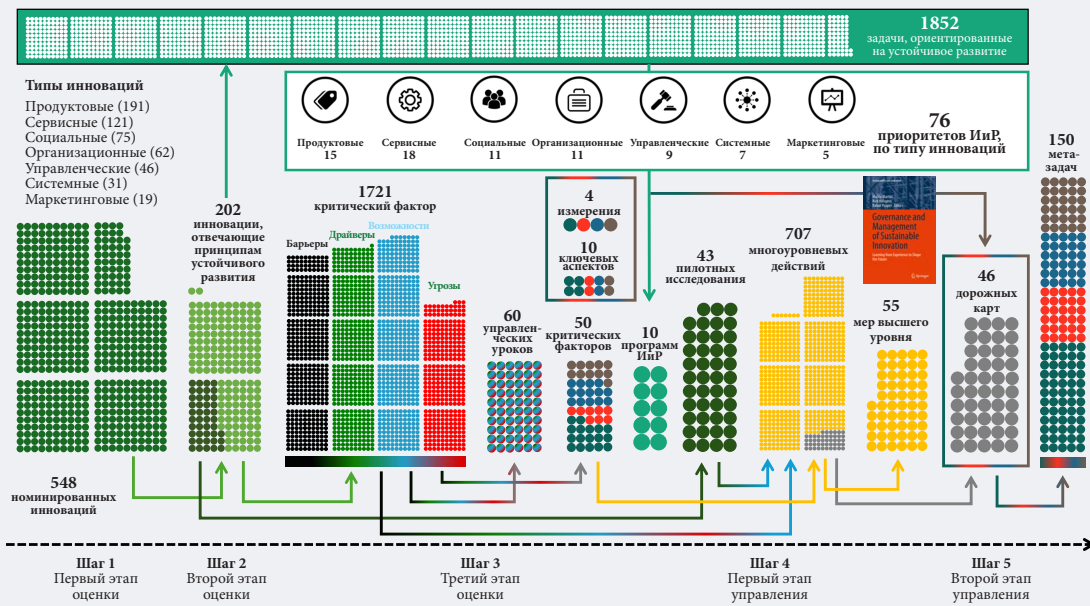 1852
задачи, ориентированные
на устойчивое развитие
Типы инноваций
Продуктовые (191)
Сервисные (121)
Социальные (75)
Организационные (62)
Управленческие (46)
Системные (31)
Маркетинговые (19)
Продуктовые
15
Сервисные
18
Социальные
11
Организационные
11
Управленческие
9
Системные
7
Маркетинговые
5
76
приоритетов ИиР,
по типу инноваций
150
мета-
задач
202
инновации,
отвечающие
принципам
устойчивого
развития
1721
критический фактор
Барьеры
Драйверы
Возможности
Угрозы
4
измерения
10
ключевых
аспектов
60
управлен-
ческих
уроков
50
критических
факторов
10
программ
ИиР
43
пилотных
исследования
707
многоуровневых
действий
Governance and
Management
of Sustainable
Innovation
Springer
55
мер высшего
уровня
46
дорожных
карт
548
номинированных
инноваций
Шаг 1
Первый этап
оценки
Шаг 2
Второй этап
оценки
Шаг 3
Третий этап
оценки
Шаг 4
Первый этап
управления
Шаг 5
Второй этап
управления